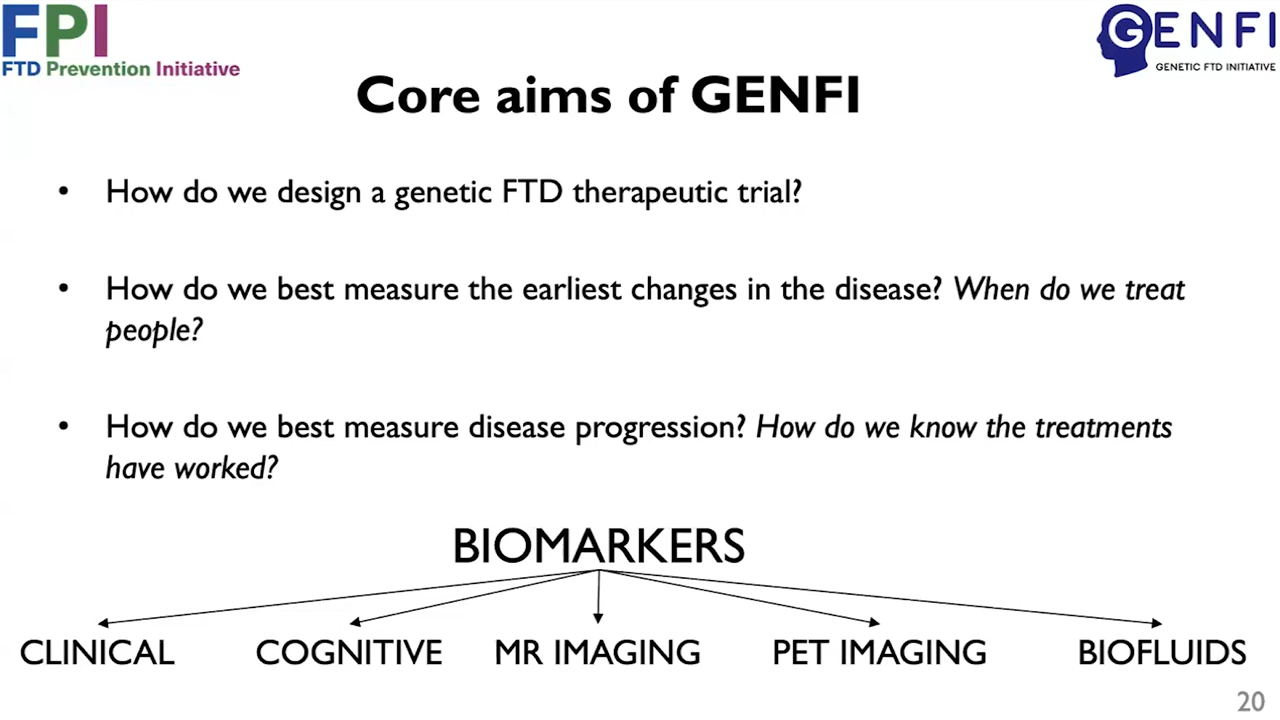 FPI
FTD Prevention Initiative
GENFI
GENETIC FTD INITIATIVE
Core aims of GENFI
• How do we design a genetic FTD therapeutic trial?
• How do we best measure the earliest changes in the disease? When do we treat
people?
• How do we best measure disease progression? How do we know the treatments
have worked?
BIOMARKERS
CLINICAL COGNITIVE MR IMAGING PET IMAGING BIOFLUIDS
20